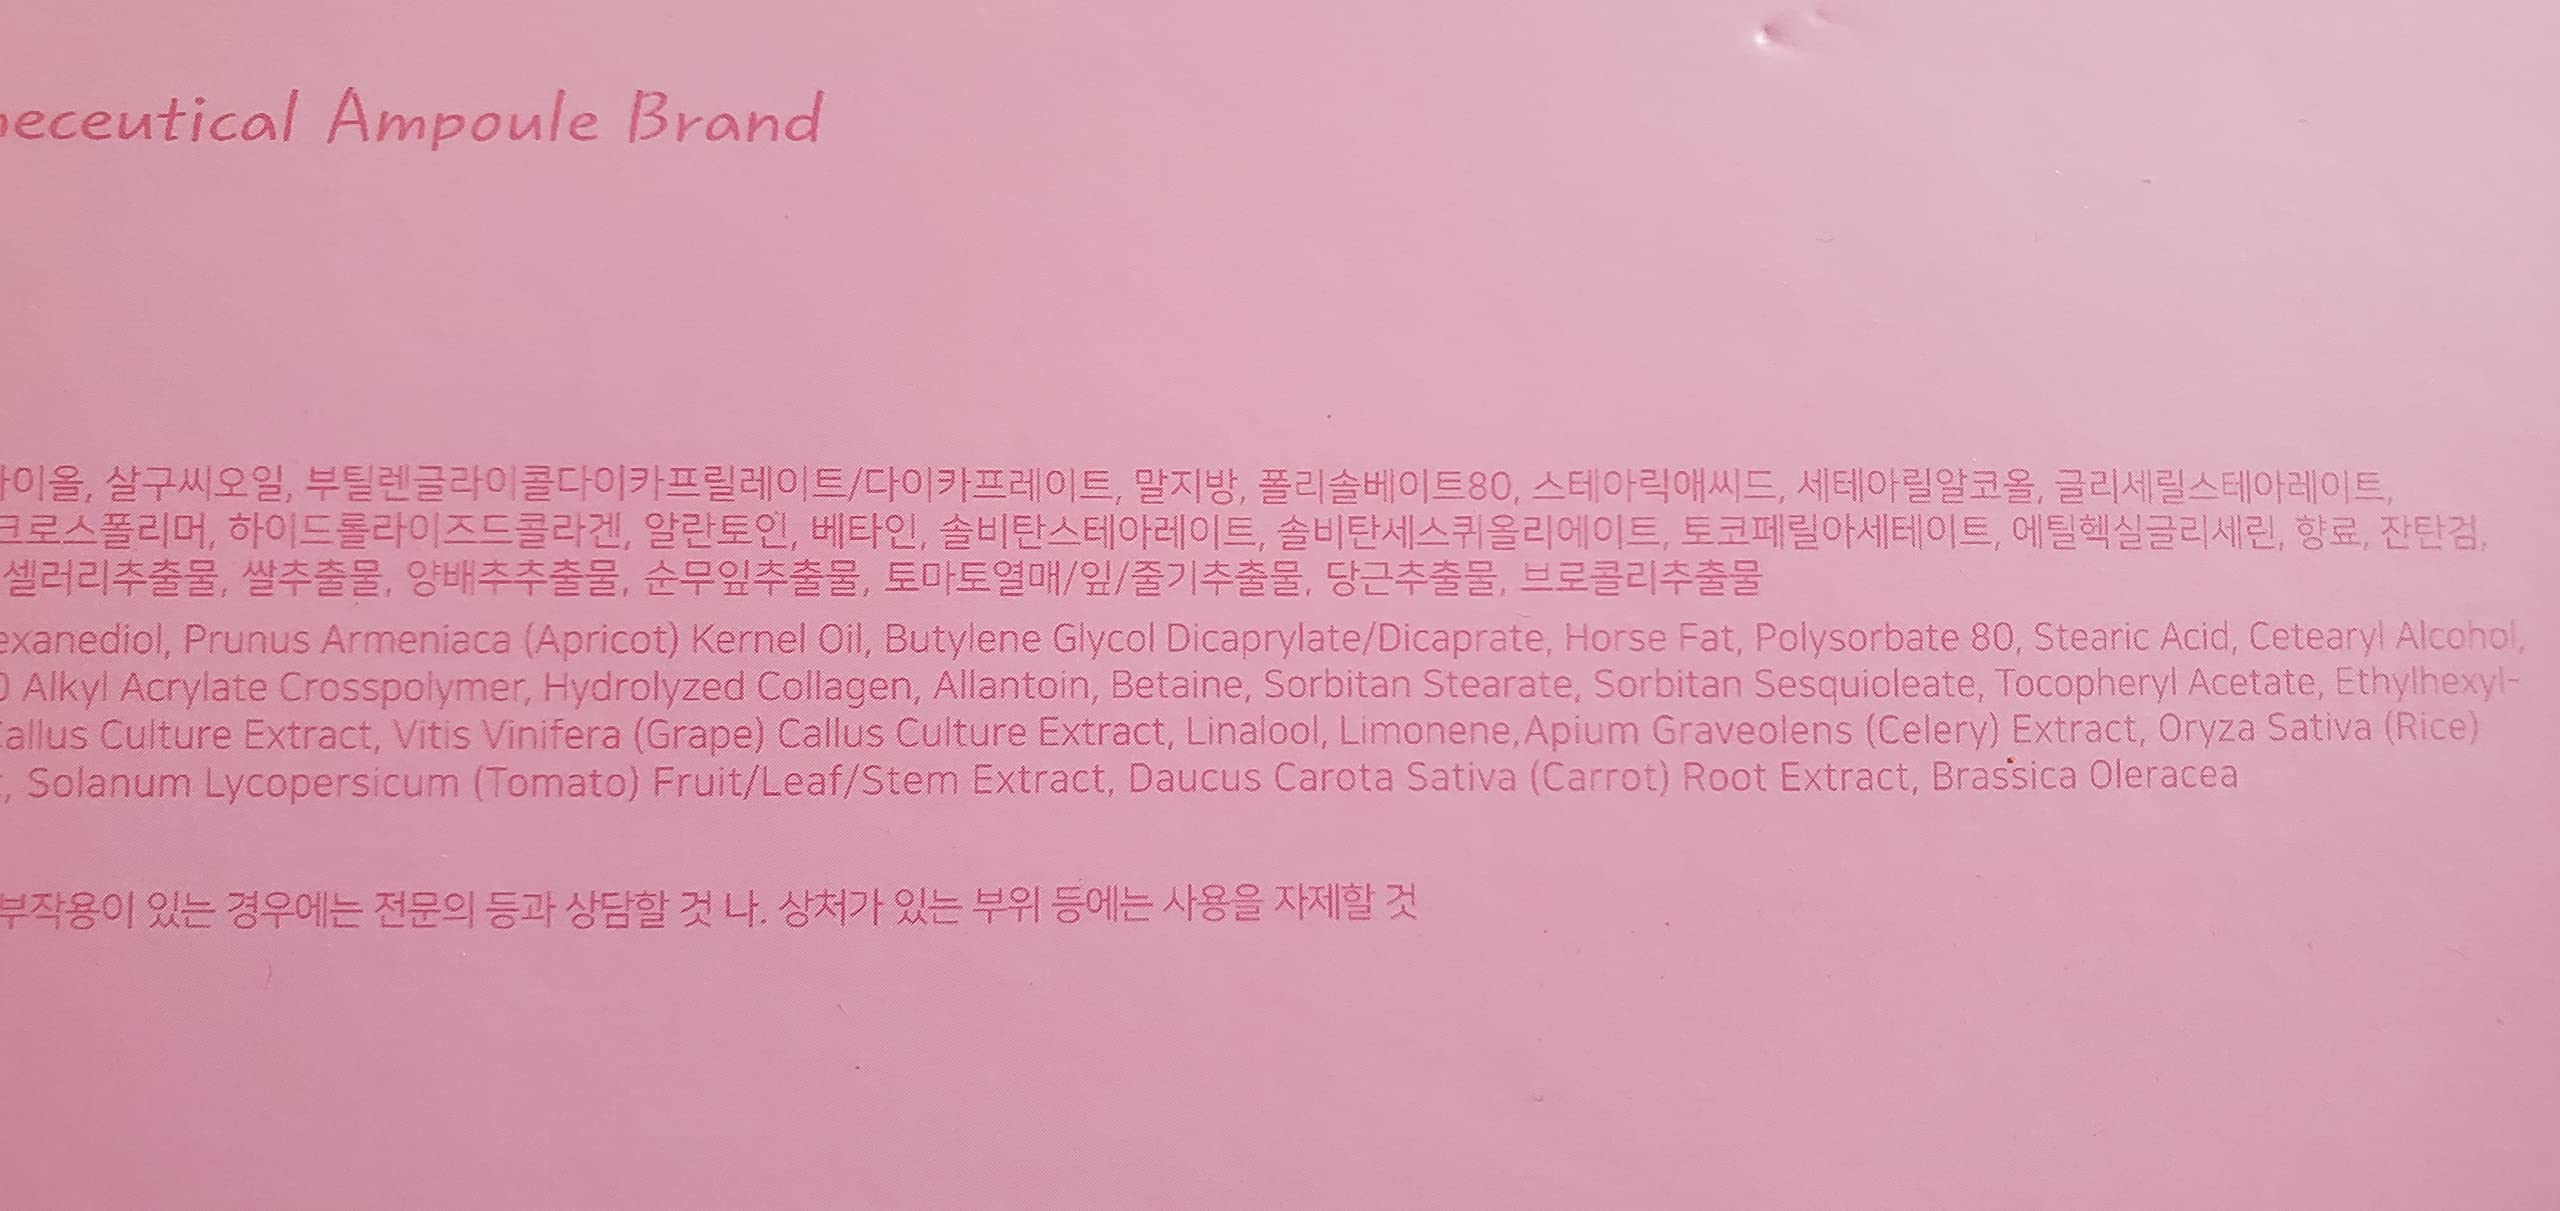 neceutical Ampoule Brand
이올, 살구씨오일, 부틸렌글라이콜다이카프릴레이트/다이카프레이트, 말지방, 폴리솔베이트80, 스테아릭애씨드, 세테아릴알코올, 글리세릴스테아레이트,
크로스폴리머, 하이드롤라이즈드콜라겐, 알란토인, 베타인, 솔비탄스테아레이트, 솔비탄세스퀴올리에이트, 토코페릴아세테이트, 에틸헥실글리세린, 향료, 잔탄검,
셀러리추출물, 쌀추출물, 양배추추출물, 순무잎추출물, 토마토열매/잎/줄기추출물, 당근추출물, 브로콜리추출물
exanediol, Prunus Armeniaca (Apricot) Kernel Oil, Butylene Glycol Dicaprylate/Dicaprate, Horse Fat, Polysorbate 80, Stearic Acid, Cetearyl Alcohol,
0 Alkyl Acrylate Crosspolymer, Hydrolyzed Collagen, Allantoin, Betaine, Sorbitan Stearate, Sorbitan Sesquioleate, Tocopheryl Acetate, Ethylhexyl-
Callus Culture Extract, Vitis Vinifera (Grape) Callus Culture Extract, Linalool, Limonene,Apium Graveolens (Celery) Extract, Oryza Sativa (Rice)
, Solanum Lycopersicum (Tomato) Fruit/Leaf/Stem Extract, Daucus Carota Sativa (Carrot) Root Extract, Brassica Oleracea
부작용이 있는 경우에는 전문의 등과 상담할 것 나. 상처가 있는 부위 등에는 사용을 자제할 것